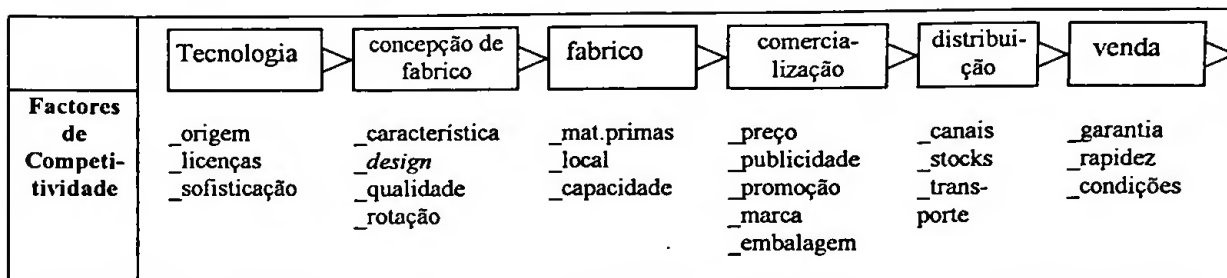 Tecnologia
concepção de
fabrico
fabrico
comercia-
lização
distribui-
ção
venda
Factores
de
Competi-
tividade
_origem
_licenças
_sofisticação
_característica
_design
_qualidade
_rotação
_mat.primas
_local
_capacidade
_preço
_publicidade
_promoção
_marca
_embalagem
_canais
_stocks
_trans-
porte
_garantia
_rapidez
_condições